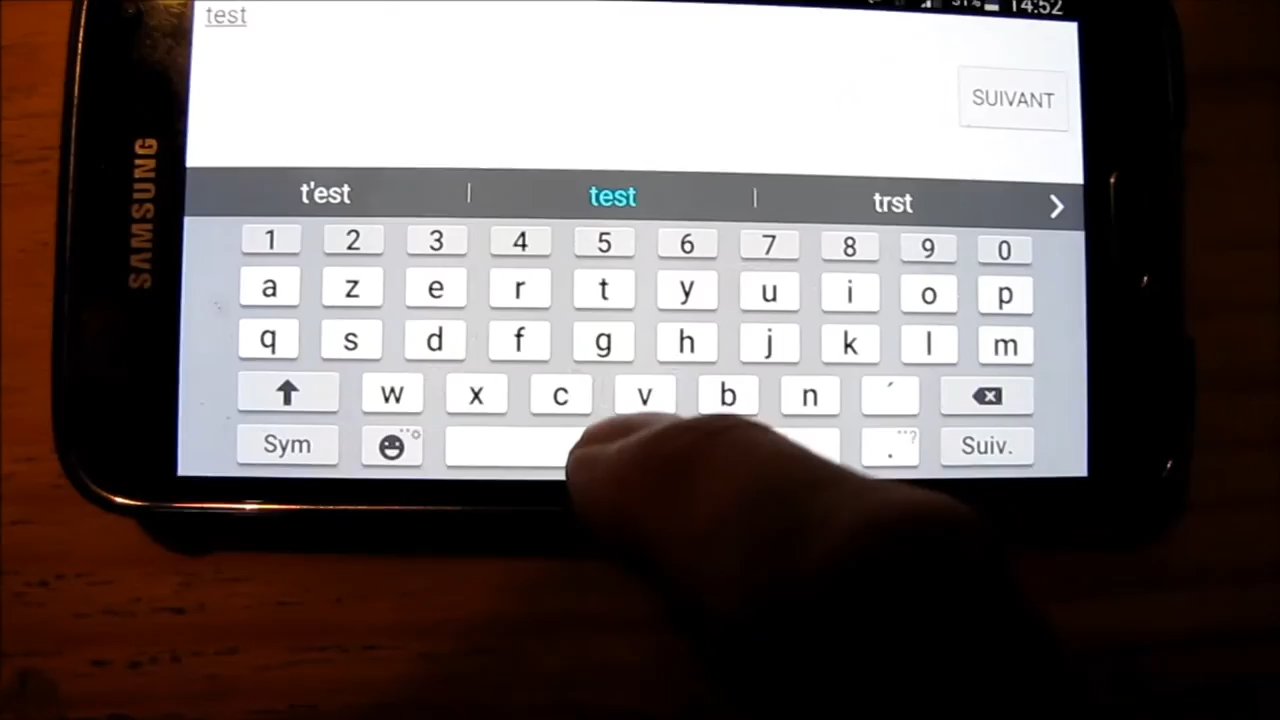 test
51% 14:52
SUIVANT
SAMSUNG
t'est | test | trst
1 2 3 4 5 6 7 8 9 0
a z e r t y u i o p
q s d f g h j k l m
w x c v b n ´
Sym . ¨? Suiv.